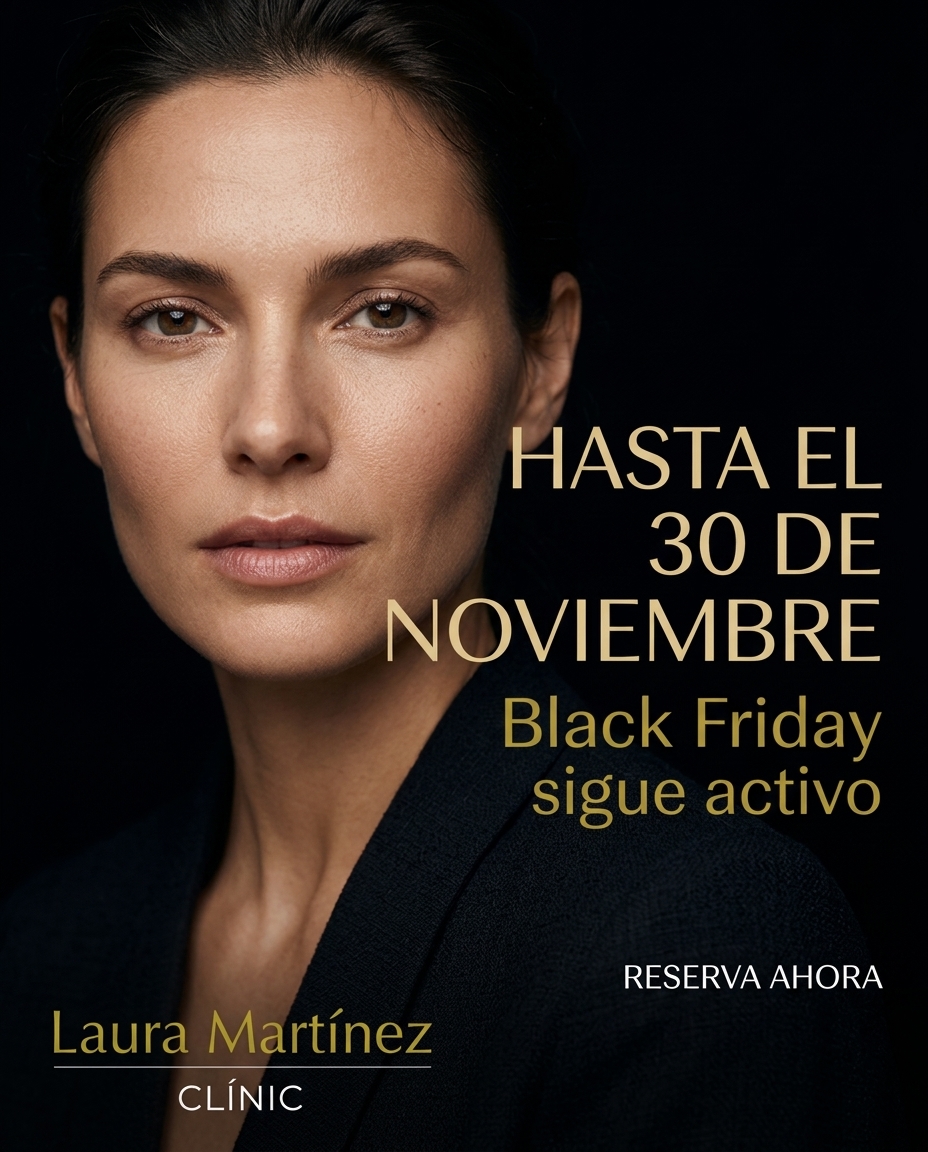 HASTA EL
30 DE
NOVIEMBRE
Black Friday
sigue activo
RESERVA AHORA
Laura Martínez
CLÍNIC